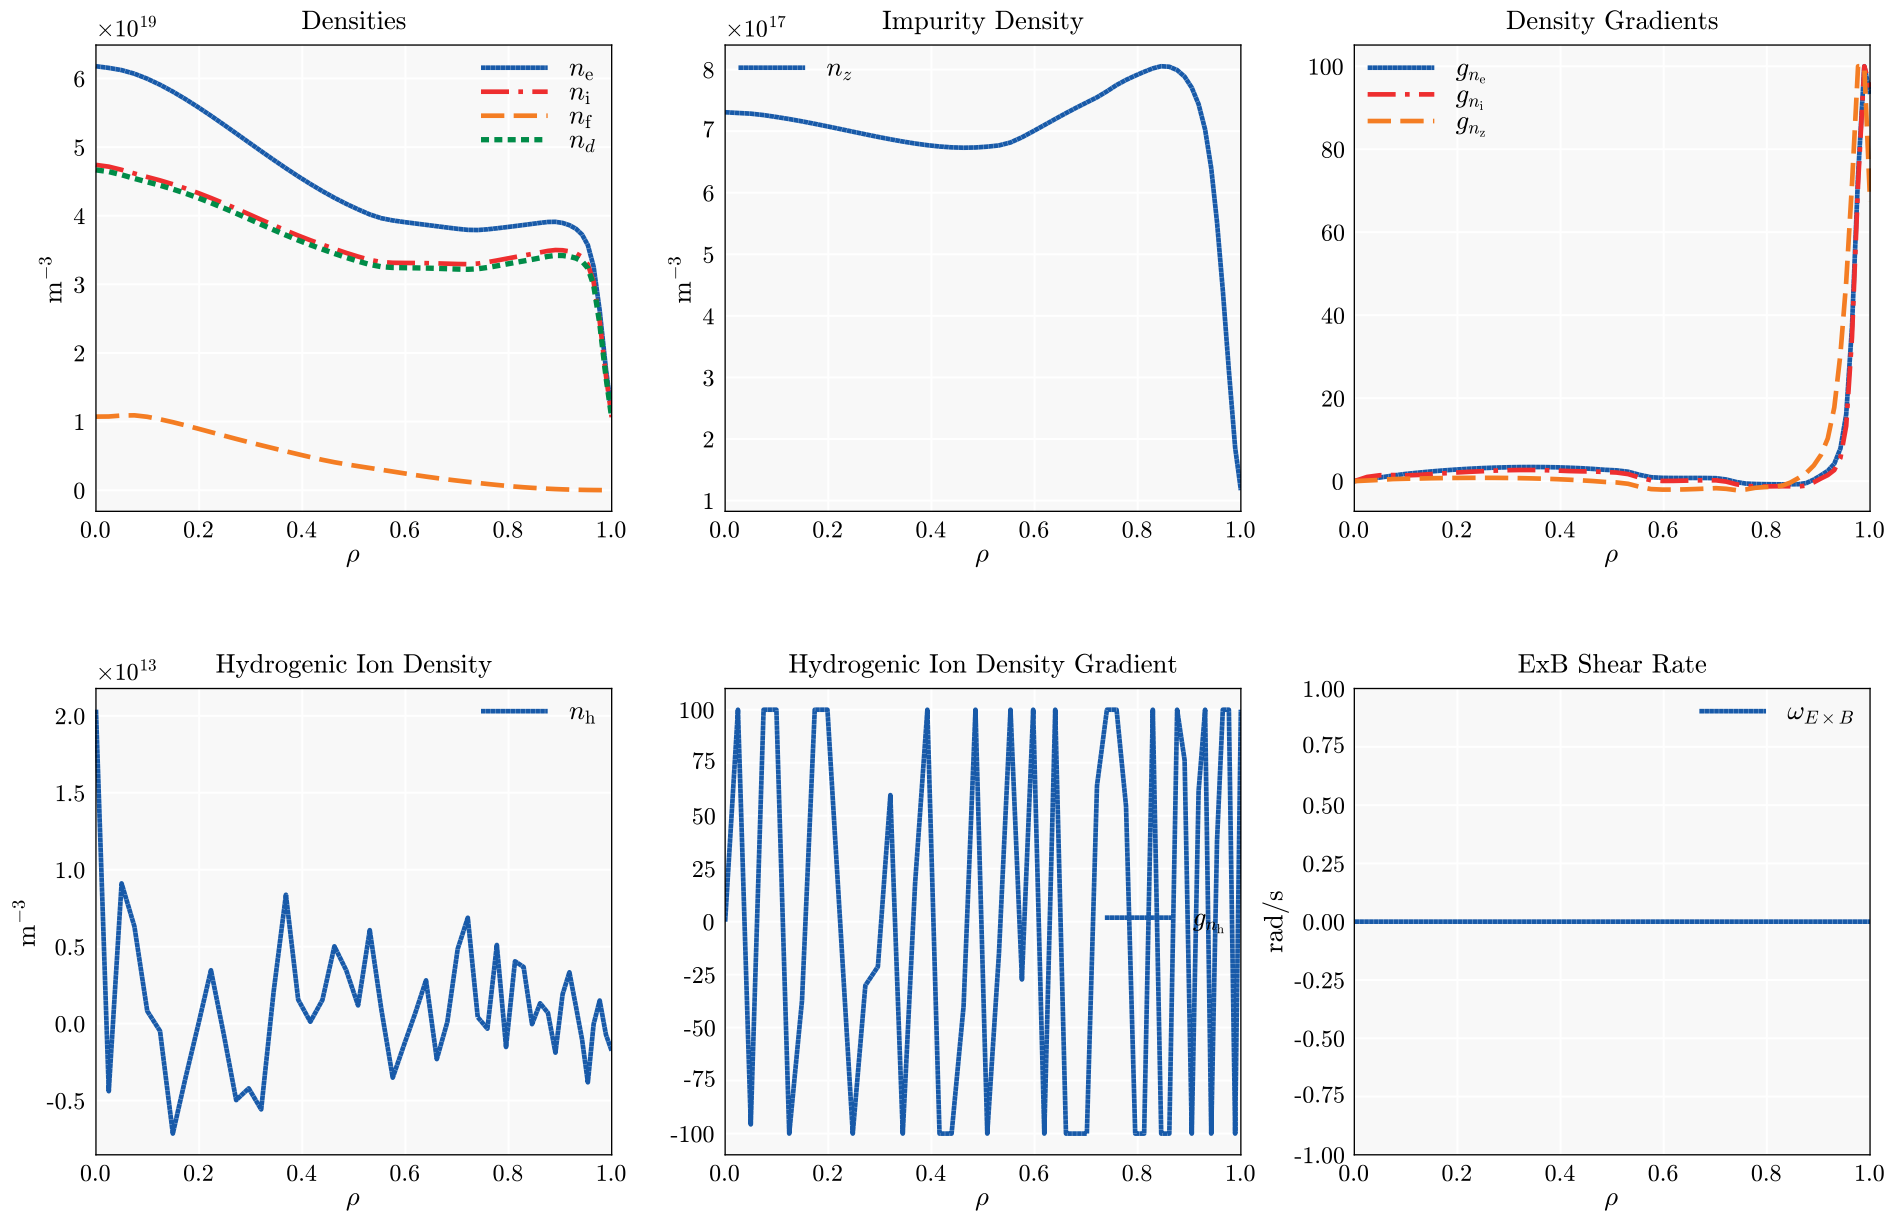 Densities
×10^19
6
5
4
3
2
1
0
m^−3
n_e
n_i
n_f
n_d
0.0 0.2 0.4 0.6 0.8 1.0
ρ
Impurity Density
×10^17
8
7
6
5
4
3
2
1
m^−3
n_z
0.0 0.2 0.4 0.6 0.8 1.0
ρ
Density Gradients
100
80
60
40
20
0
g_{n_e}
g_{n_i}
g_{n_z}
0.0 0.2 0.4 0.6 0.8 1.0
ρ
Hydrogenic Ion Density
×10^13
2.0
1.5
1.0
0.5
0.0
-0.5
m^−3
n_h
0.0 0.2 0.4 0.6 0.8 1.0
ρ
Hydrogenic Ion Density Gradient
100
75
50
25
0
-25
-50
-75
-100
g_{n_h}
0.0 0.2 0.4 0.6 0.8 1.0
ρ
ExB Shear Rate
1.00
0.75
0.50
0.25
0.00
-0.25
-0.50
-0.75
-1.00
rad/s
ω_{E×B}
0.0 0.2 0.4 0.6 0.8 1.0
ρ